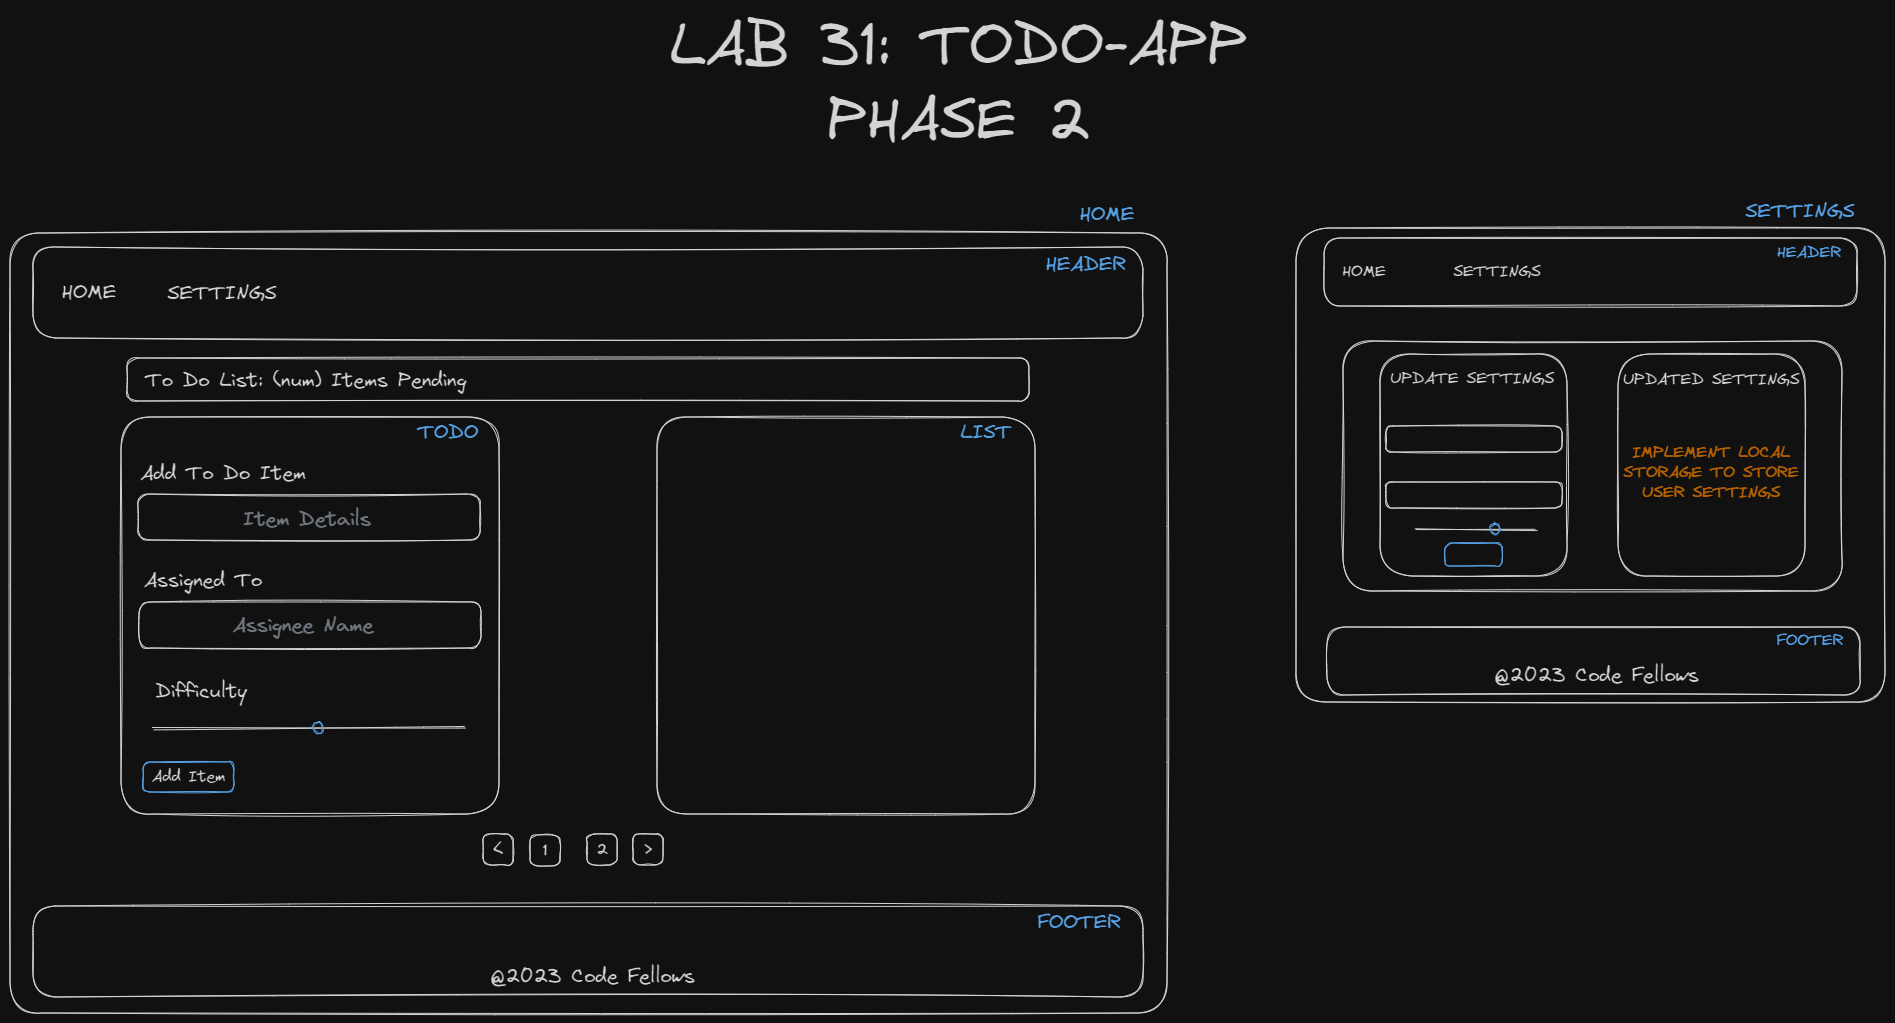 LAB 31: TODO-APP
PHASE 2
HOME
HEADER
HOME SETTINGS
To Do List: (num) Items Pending
TODO
Add To Do Item
Item Details
Assigned To
Assignee Name
Difficulty
Add Item
LIST
< 1 2 >
FOOTER
@2023 Code Fellows
SETTINGS
HEADER
HOME SETTINGS
UPDATE SETTINGS
UPDATED SETTINGS
IMPLEMENT LOCAL
STORAGE TO STORE
USER SETTINGS
FOOTER
@2023 Code Fellows